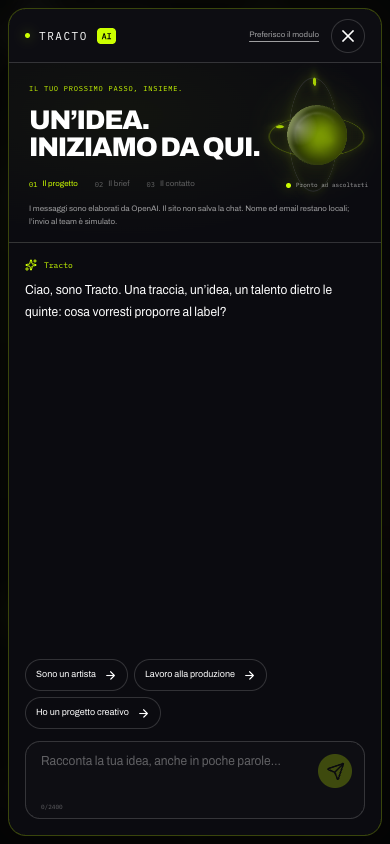 TRACTO AI
Preferisco il modulo
IL TUO PROSSIMO PASSO, INSIEME.
UN’IDEA.
INIZIAMO DA QUI.
01 Il progetto 02 Il brief 03 Il contatto
Pronto ad ascoltarti
I messaggi sono elaborati da OpenAI. Il sito non salva la chat. Nome ed email restano locali;
l’invio al team è simulato.
Tracto
Ciao, sono Tracto. Una traccia, un’idea, un talento dietro le
quinte: cosa vorresti proporre al label?
Sono un artista
Lavoro alla produzione
Ho un progetto creativo
Racconta la tua idea, anche in poche parole…